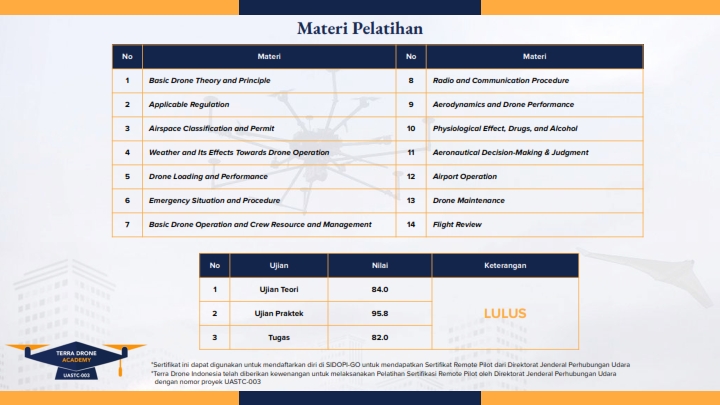 Materi Pelatihan
No Materi No Materi
1 Basic Drone Theory and Principle 8 Radio and Communication Procedure
2 Applicable Regulation 9 Aerodynamics and Drone Performance
3 Airspace Classification and Permit 10 Physiological Effect, Drugs, and Alcohol
4 Weather and Its Effects Towards Drone Operation 11 Aeronautical Decision-Making & Judgment
5 Drone Loading and Performance 12 Airport Operation
6 Emergency Situation and Procedure 13 Drone Maintenance
7 Basic Drone Operation and Crew Resource and Management 14 Flight Review
No Ujian Nilai Keterangan
1 Ujian Teori 84.0
2 Ujian Praktek 95.8 LULUS
3 Tugas 82.0
TERRA DRONE
ACADEMY
UASTC-003
*Sertifikat ini dapat digunakan untuk mendaftarkan diri di SIDOPI-GO untuk mendapatkan Sertifikat Remote Pilot dari Direktorat Jenderal Perhubungan Udara
*Terra Drone Indonesia telah diberikan kewenangan untuk melaksanakan Pelatihan Sertifikasi Remote Pilot oleh Direktorat Jenderal Perhubungan Udara
dengan nomor proyek UASTC-003